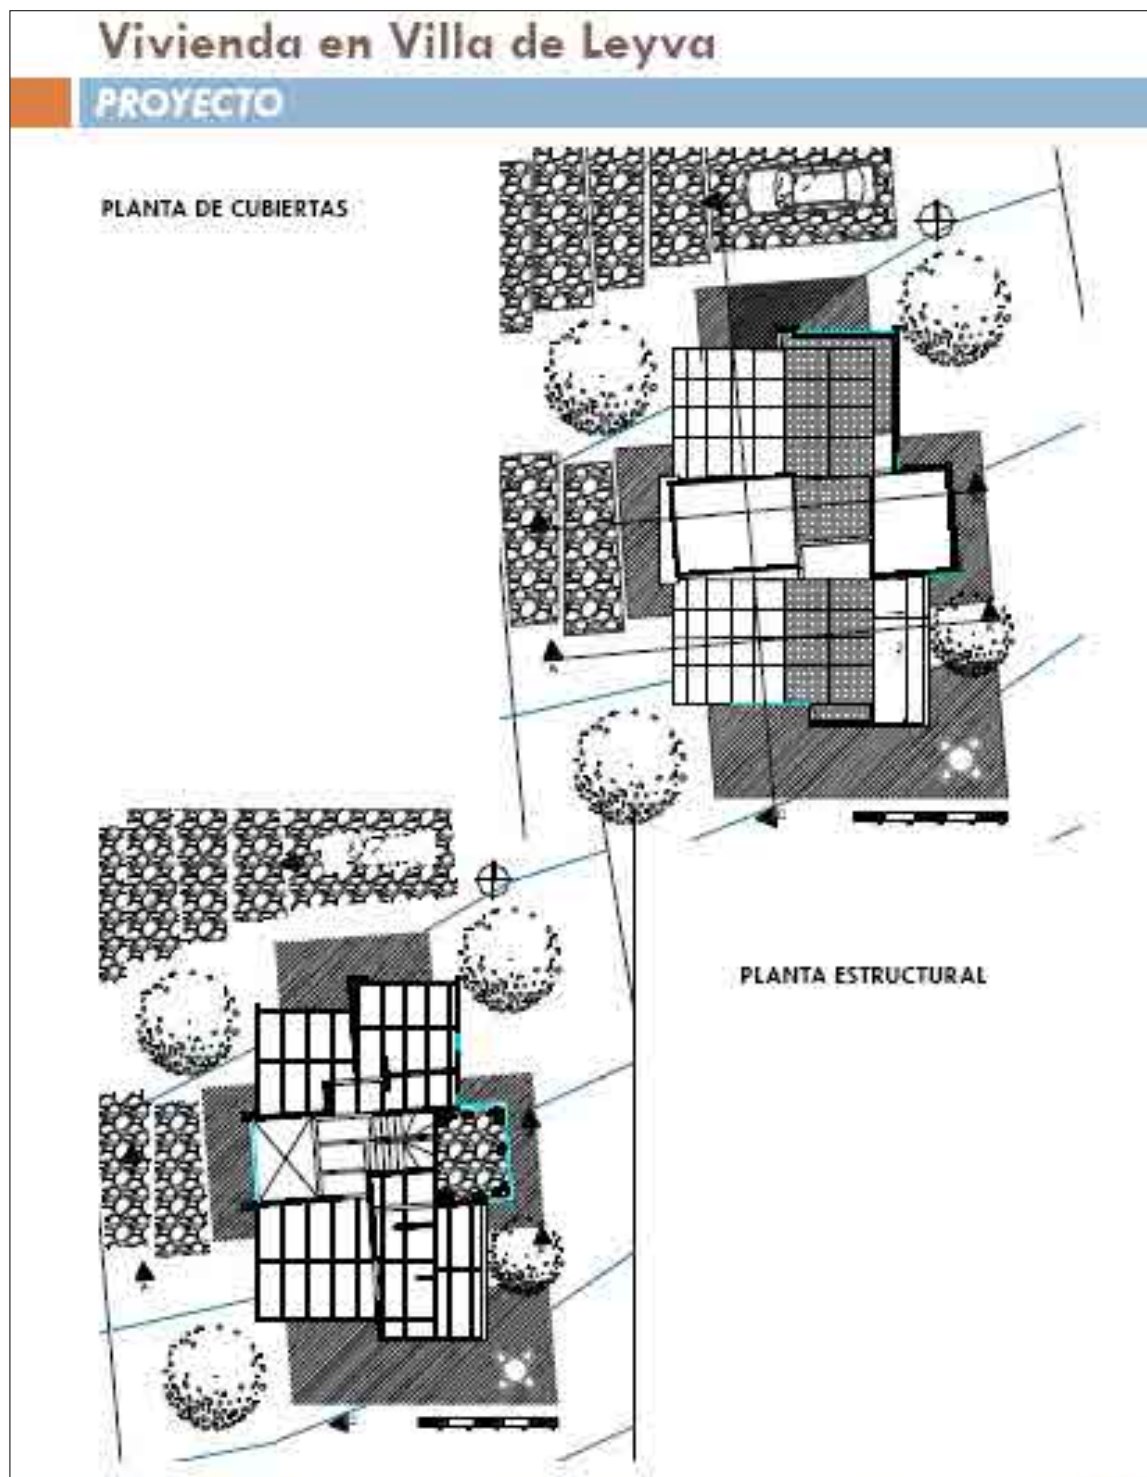 Vivienda en Villa de Leyva
PROYECTO
PLANTA DE CUBIERTAS
PLANTA ESTRUCTURAL